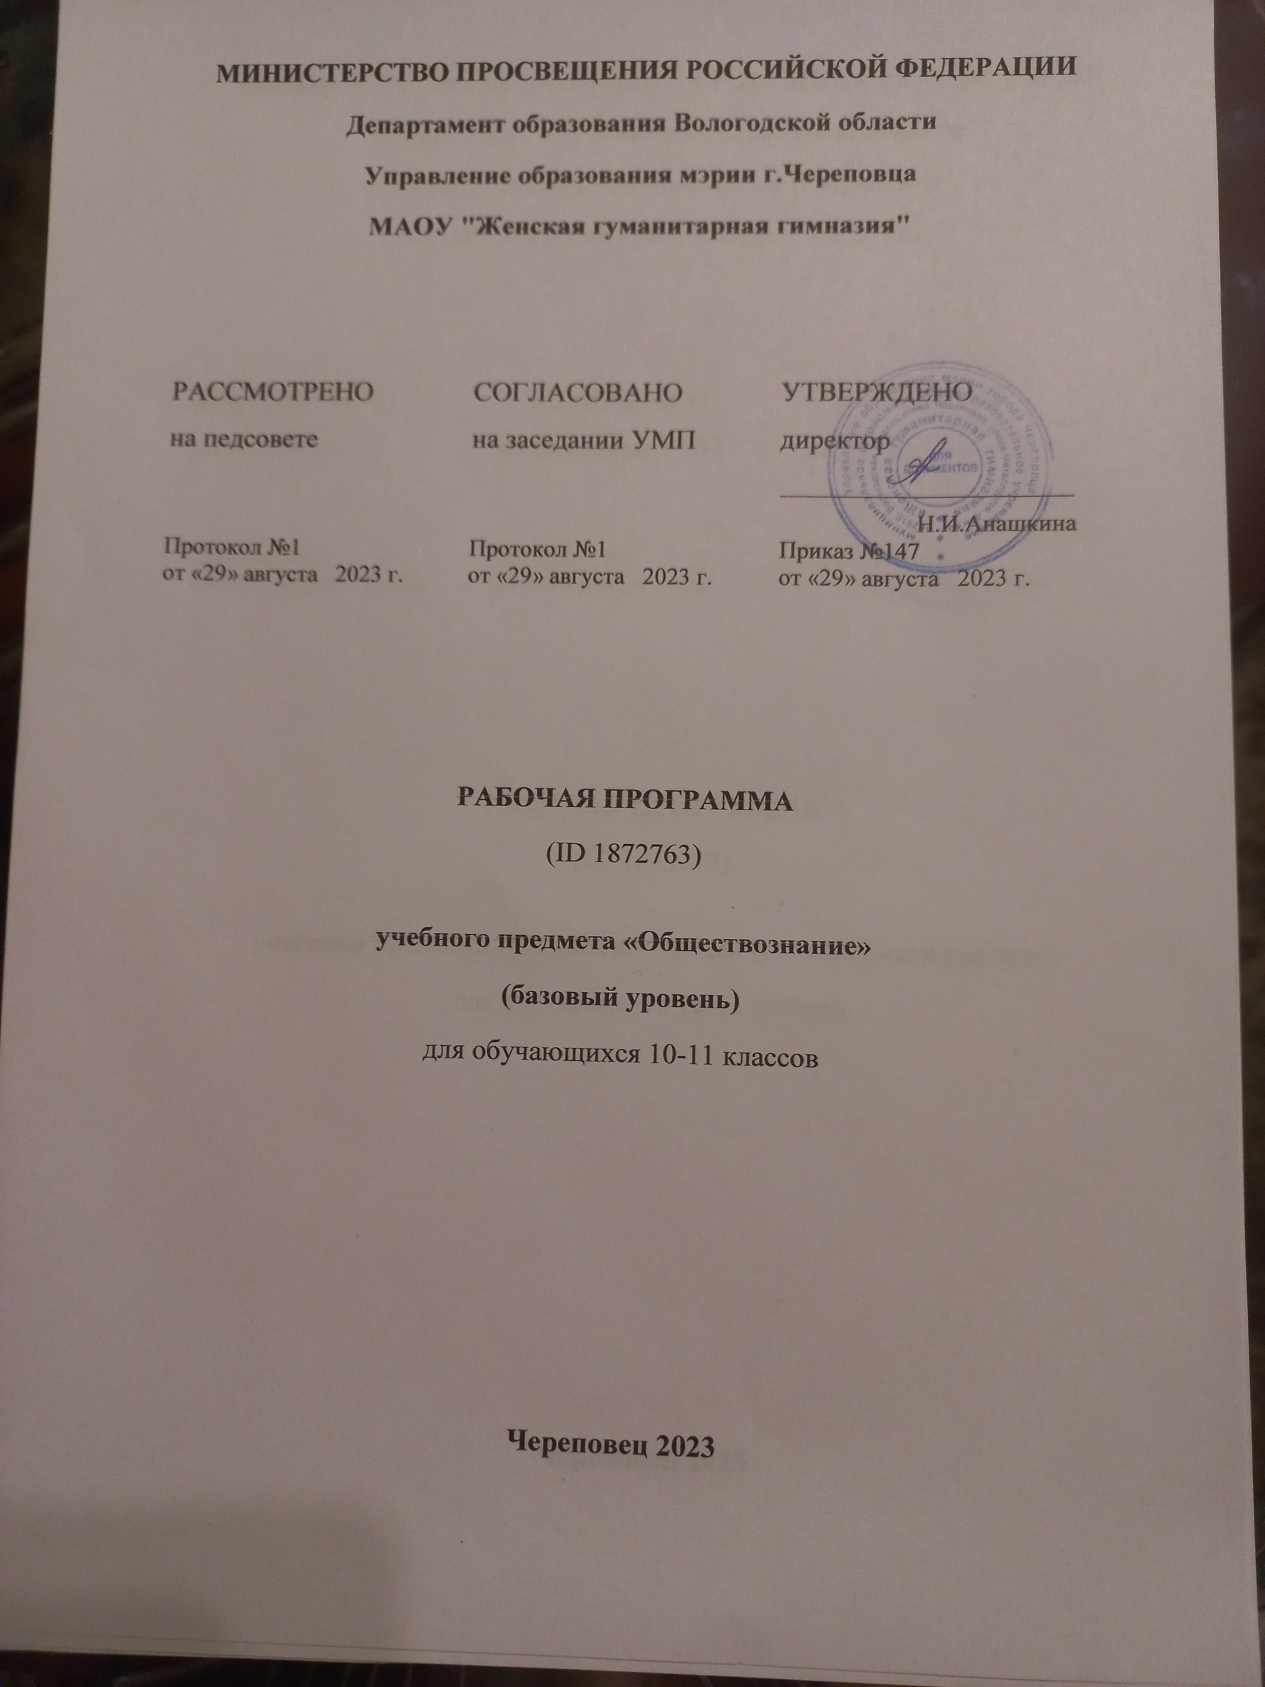 МИНИСТЕРСТВО ПРОСВЕЩЕНИЯ РОССИЙСКОЙ ФЕДЕРАЦИИ
Департамент образования Вологодской области
Управление образования мэрии г.Череповца
МАОУ "Женская гуманитарная гимназия"
РАССМОТРЕНО
на педсовете
Протокол №1
от «29» августа 2023 г.
СОГЛАСОВАНО
на заседании УМП
Протокол №1
от «29» августа 2023 г.
УТВЕРЖДЕНО
директор
Н.И.Анашкина
Приказ №147
от «29» августа 2023 г.
РАБОЧАЯ ПРОГРАММА
(ID 1872763)
учебного предмета «Обществознание»
(базовый уровень)
для обучающихся 10-11 классов
Череповец 2023